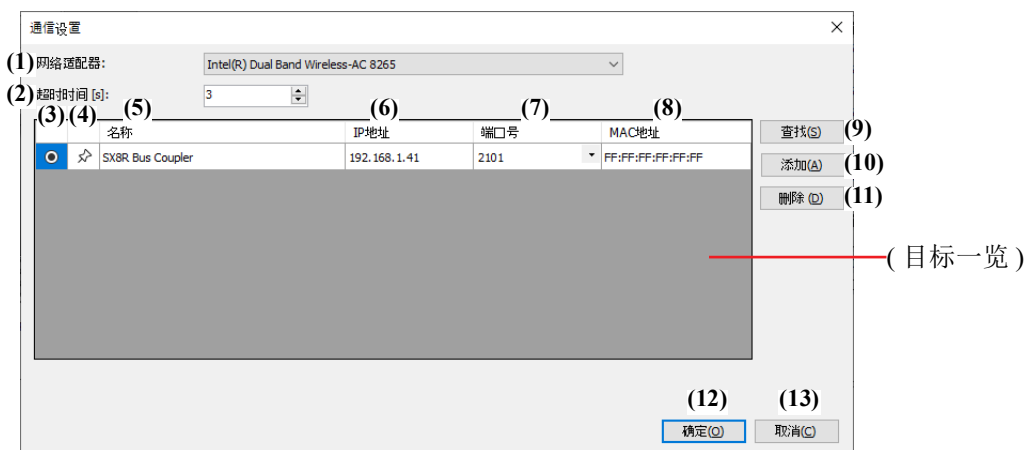 通信设置
(1) 网络适配器: Intel(R) Dual Band Wireless-AC 8265
(2) 超时时间 [s]: 3
(3) (4) (5) (6) (7) (8)
名称 IP地址 端口号 MAC地址
SX8R Bus Coupler 192.168.1.41 2101 FF:FF:FF:FF:FF:FF
查找(S) (9)
添加(A) (10)
删除 (D) (11)
( 目标一览 )
(12) (13)
确定(O) 取消(C)